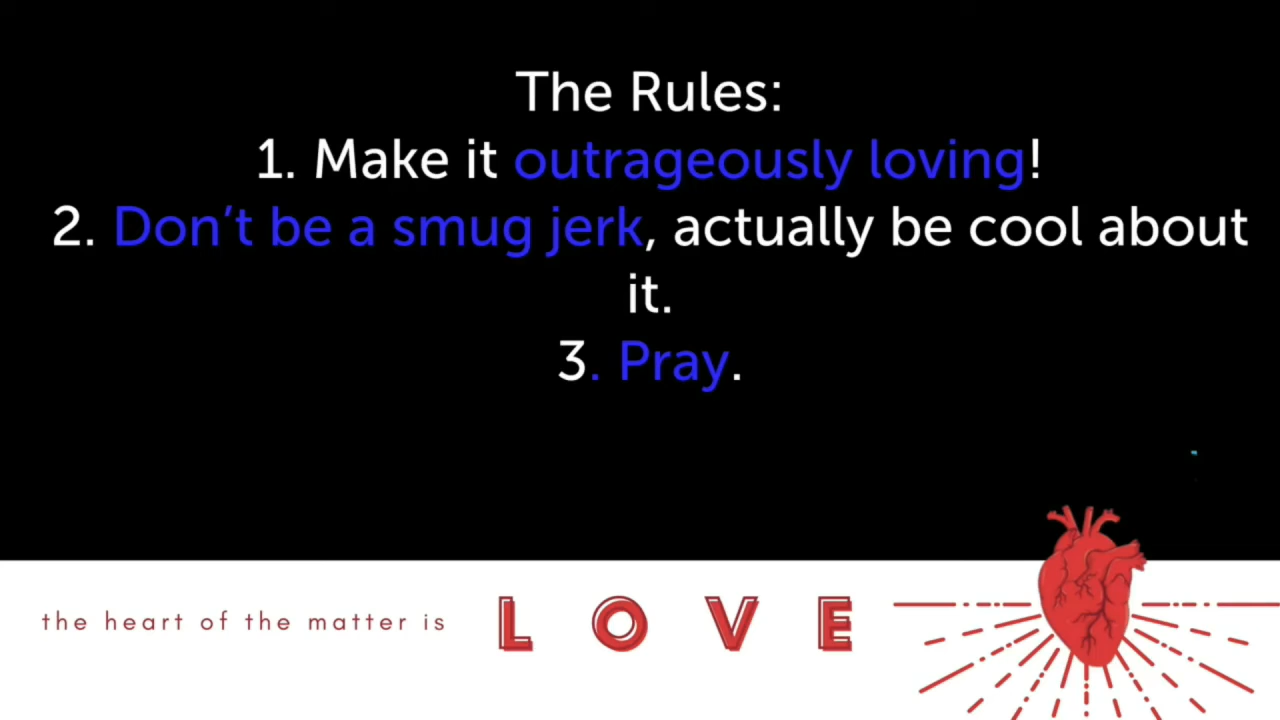 The Rules:
1. Make it outrageously loving!
2. Don’t be a smug jerk, actually be cool about
it.
3. Pray.
the heart of the matter is LOVE